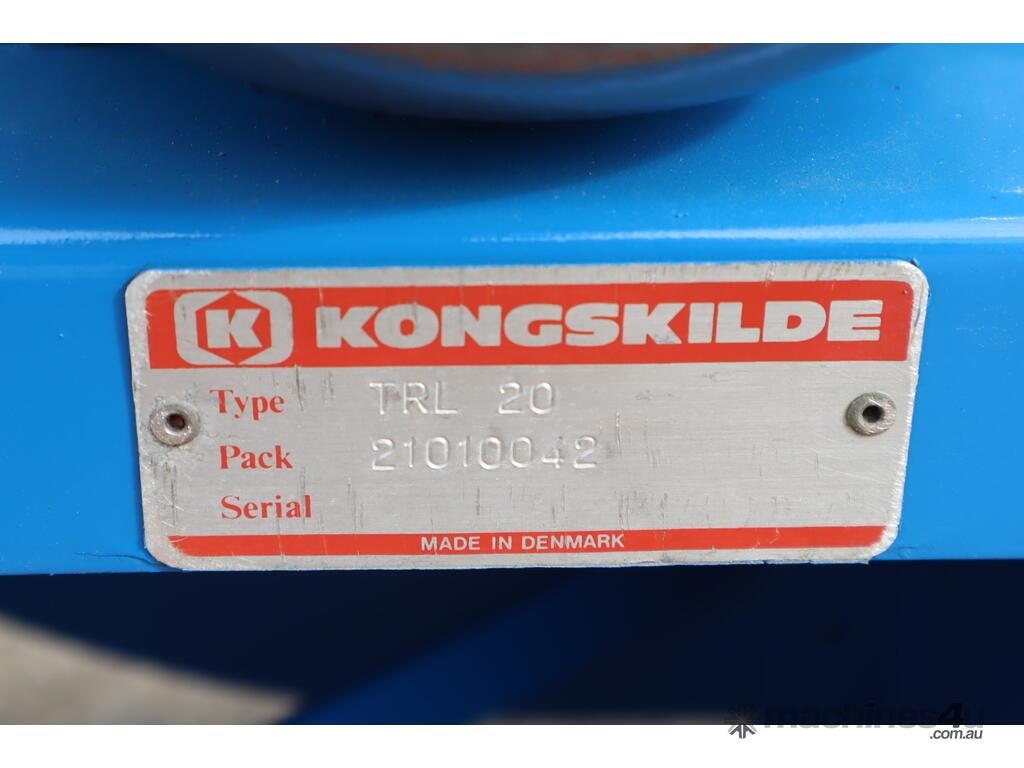 K KONGSKILDE
Type TRL 20
Pack 21010042
Serial
MADE IN DENMARK
machines4u
.com.au